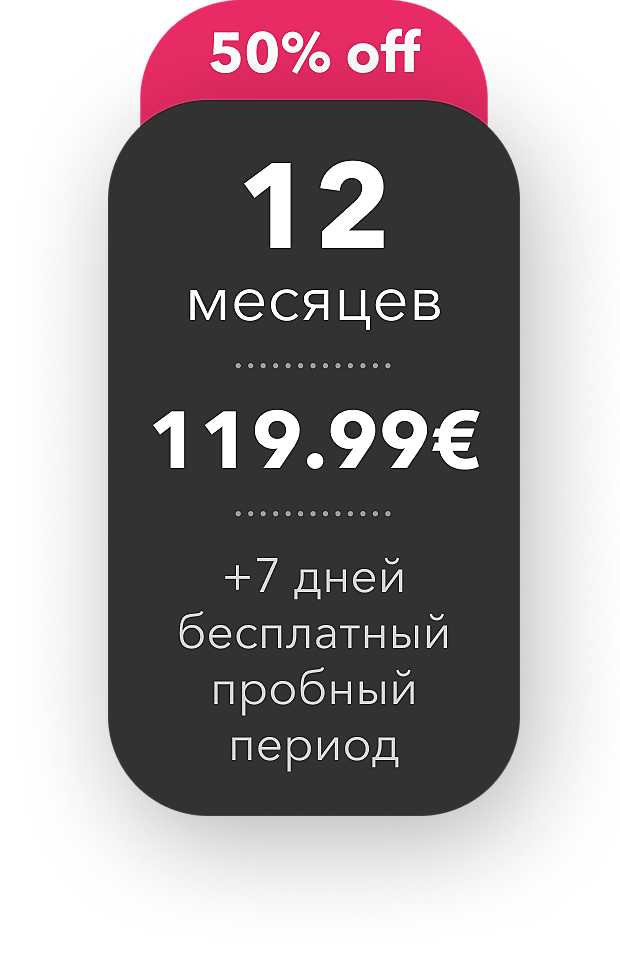 50% off
12
месяцев
119.99€
+7 дней
бесплатный
пробный
период